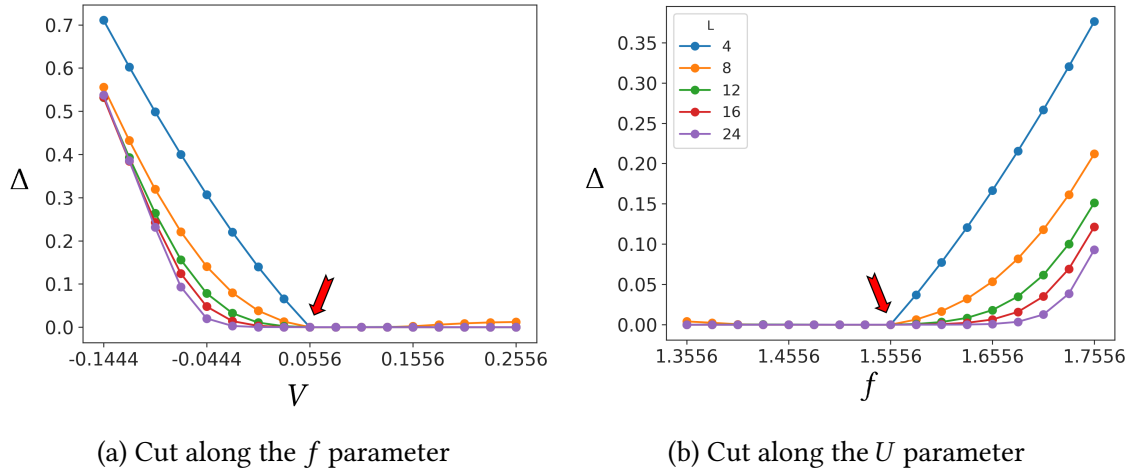 0.7
0.6
0.5
0.4
0.3
0.2
0.1
0.0
Δ
-0.1444 -0.0444 0.0556 0.1556 0.2556
V
(a) Cut along the f parameter
0.35
0.30
0.25
0.20
0.15
0.10
0.05
0.00
Δ
L
4
8
12
16
24
1.3556 1.4556 1.5556 1.6556 1.7556
f
(b) Cut along the U parameter